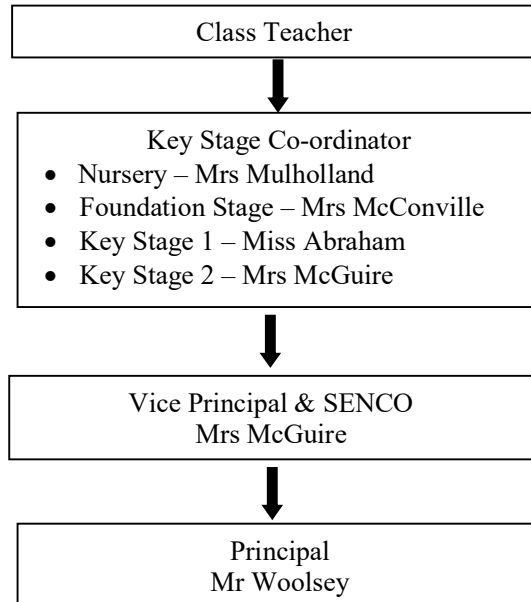 Class Teacher
Key Stage Co-ordinator
• Nursery – Mrs Mulholland
• Foundation Stage – Mrs McConville
• Key Stage 1 – Miss Abraham
• Key Stage 2 – Mrs McGuire
Vice Principal & SENCO
Mrs McGuire
Principal
Mr Woolsey